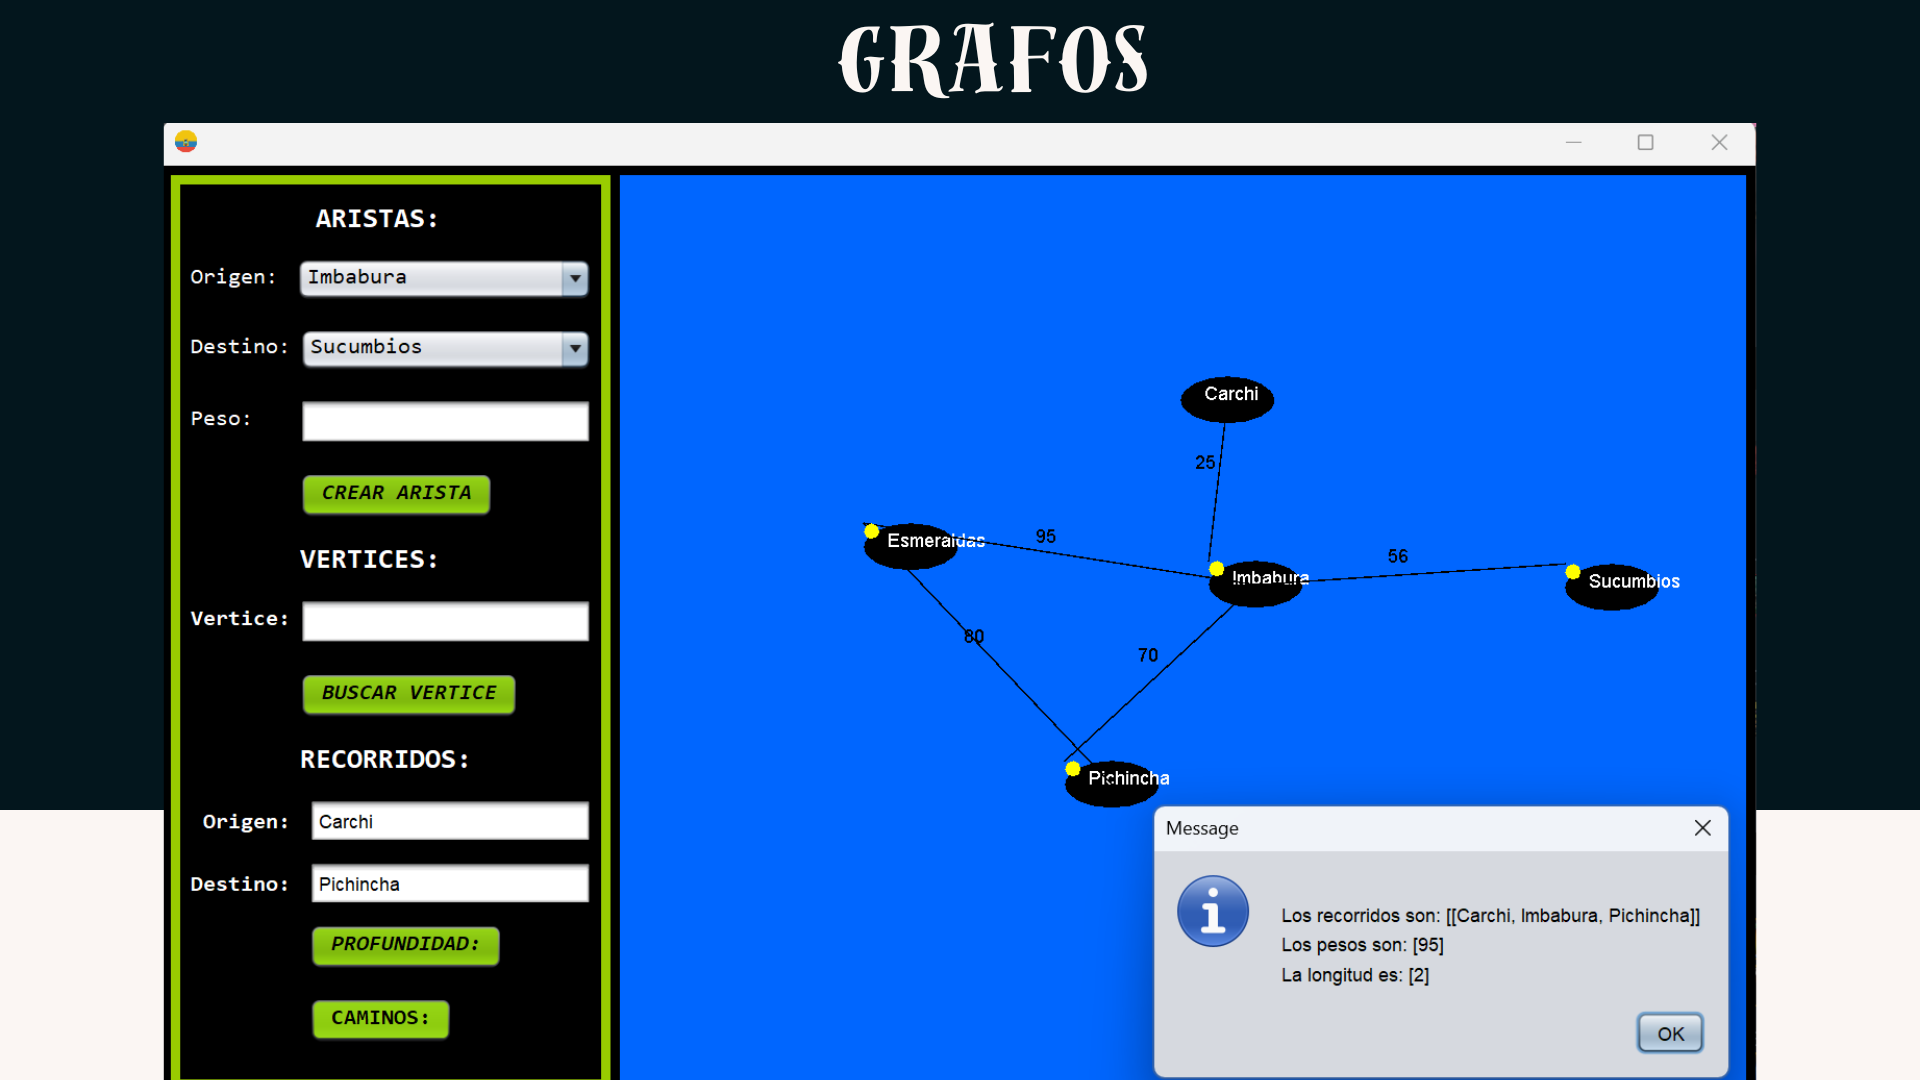 GRAFOS
ARISTAS:
Origen: Imbabura
Destino: Sucumbios
Peso:
CREAR ARISTA
VERTICES:
Vertice:
BUSCAR VERTICE
RECORRIDOS:
Origen: Carchi
Destino: Pichincha
PROFUNDIDAD:
CAMINOS:
Carchi
25
Esmeraldas
95
Imbabura
56
Sucumbios
80
70
Pichincha
Message
Los recorridos son: [[Carchi, Imbabura, Pichincha]]
Los pesos son: [95]
La longitud es: [2]
OK